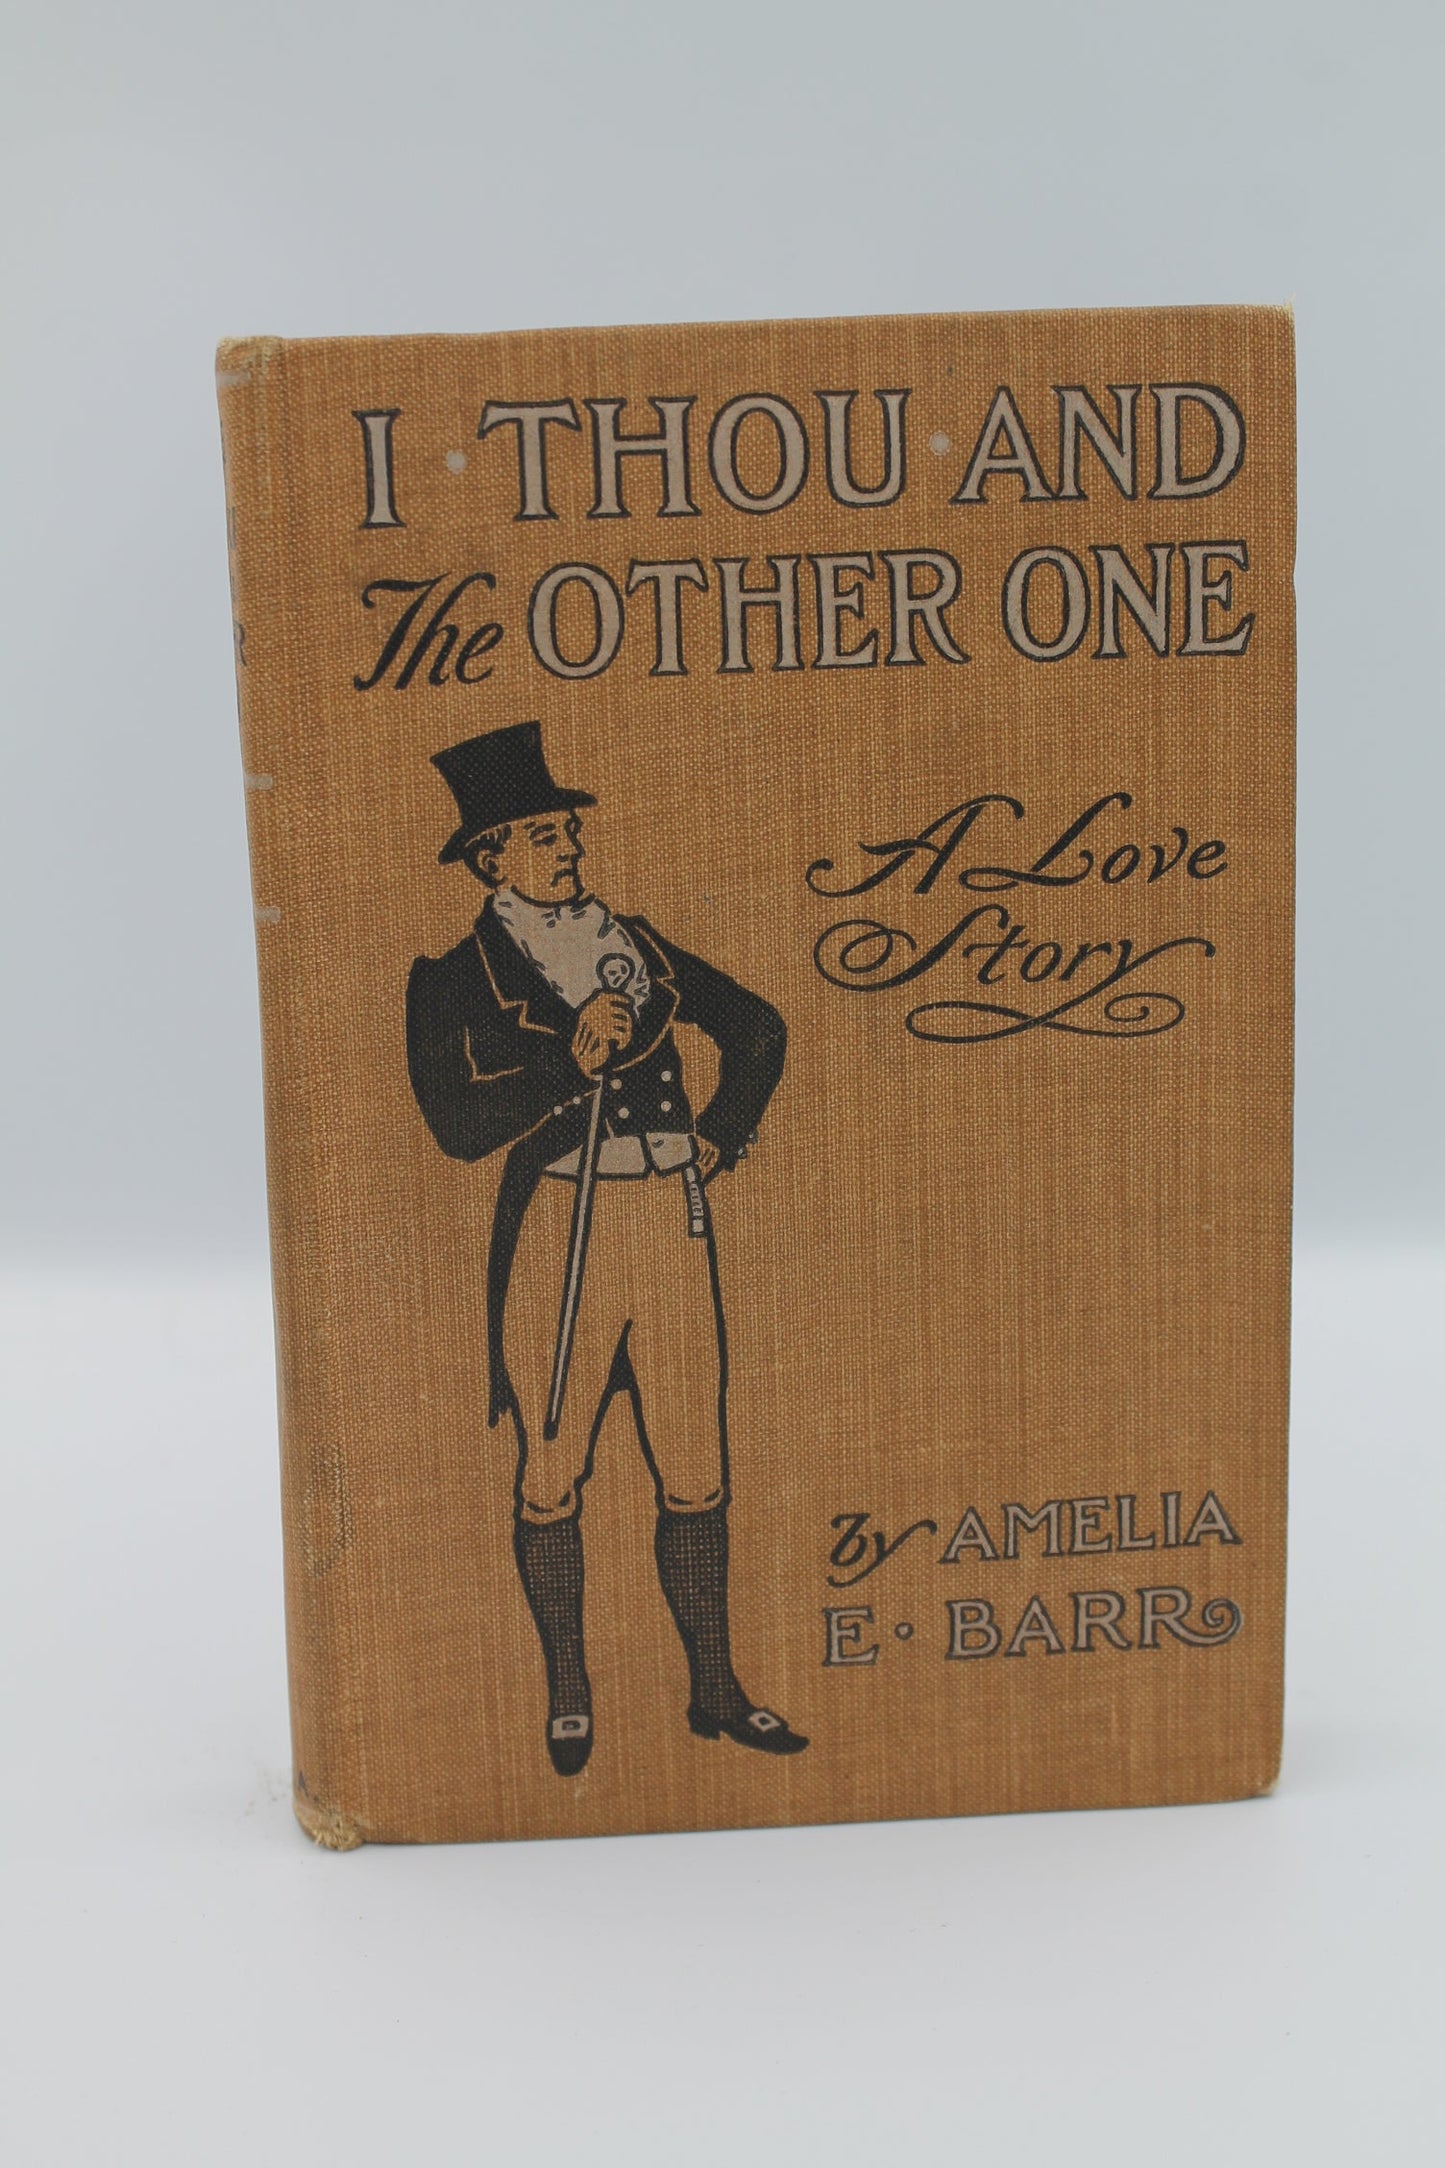 I · THOU · AND
The OTHER ONE
A Love
Story
by AMELIA
E · BARR